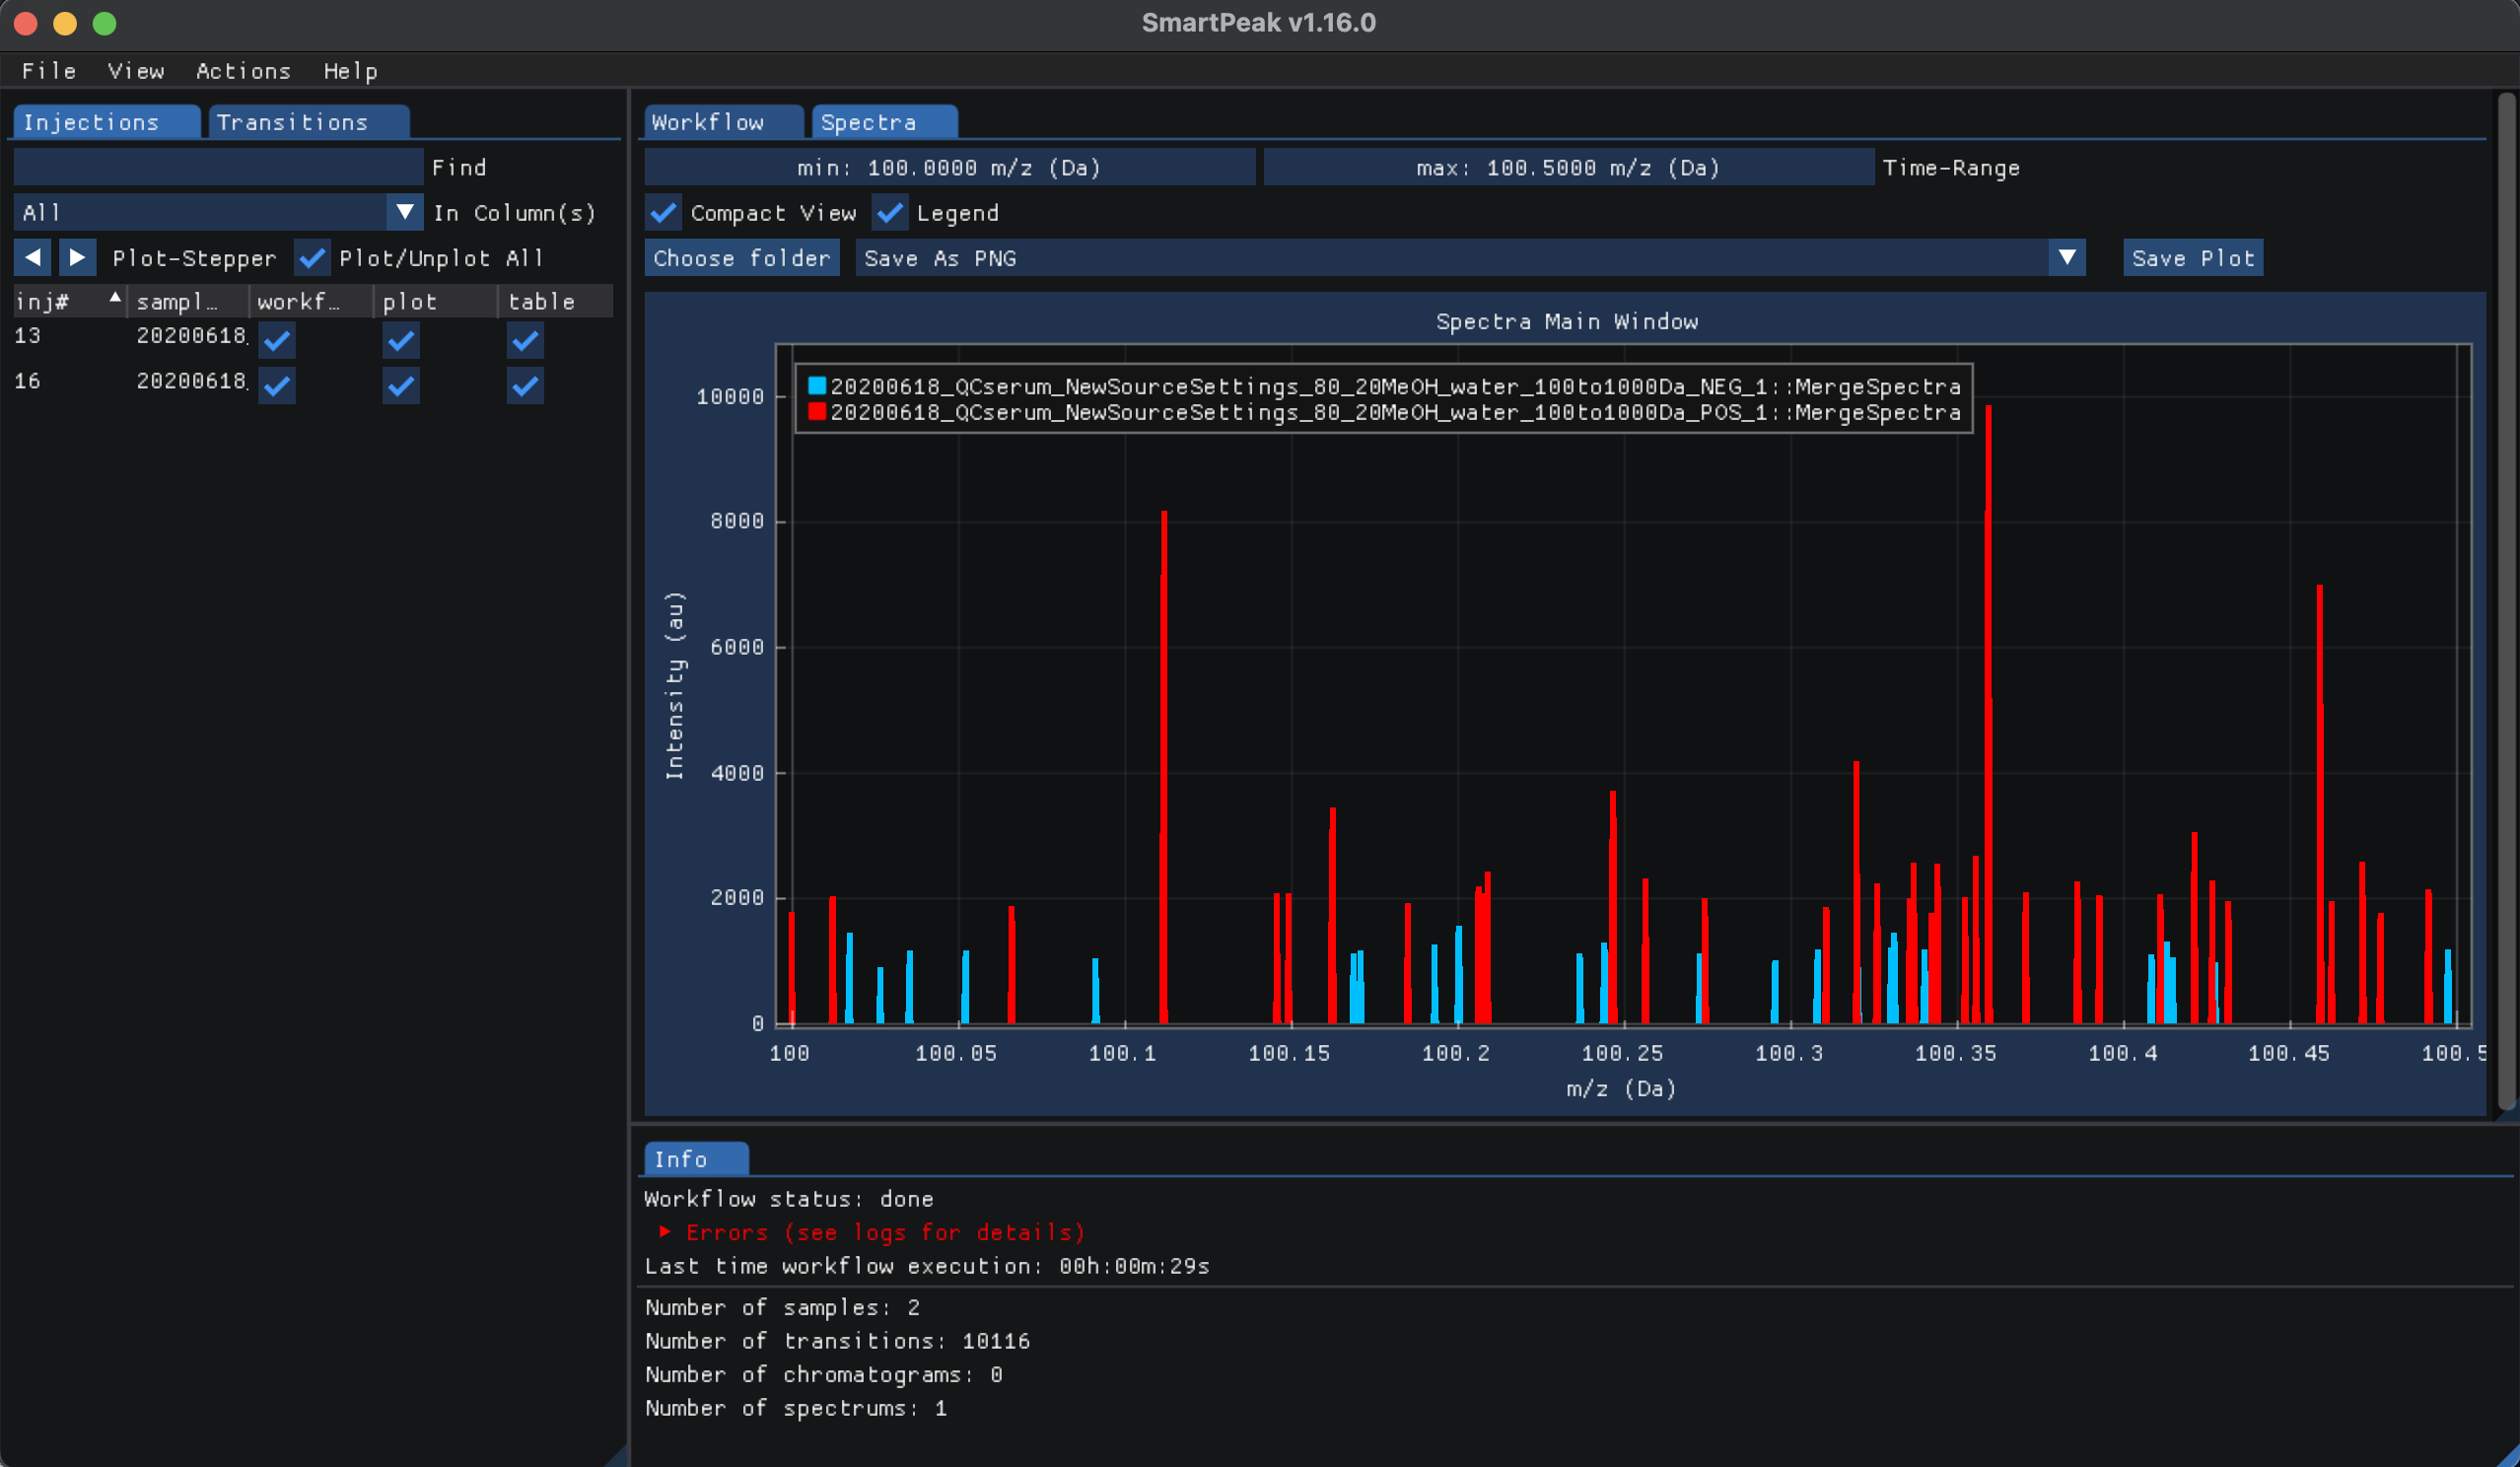 SmartPeak v1.16.0
File View Actions Help
Injections Transitions
Find
All In Column(s)
Plot-Stepper Plot/Unplot All
inj# sampl… workf… plot table
13 20200618.
16 20200618.
Workflow Spectra
min: 100.0000 m/z (Da) max: 100.5000 m/z (Da) Time-Range
Compact View Legend
Choose folder Save As PNG Save Plot
Spectra Main Window
20200618_QCserum_NewSourceSettings_80_20MeOH_water_100to1000Da_NEG_1::MergeSpectra
20200618_QCserum_NewSourceSettings_80_20MeOH_water_100to1000Da_POS_1::MergeSpectra
Intensity (au)
10000
8000
6000
4000
2000
0
100 100.05 100.1 100.15 100.2 100.25 100.3 100.35 100.4 100.45 100.5
m/z (Da)
Info
Workflow status: done
Errors (see logs for details)
Last time workflow execution: 00h:00m:29s
Number of samples: 2
Number of transitions: 10116
Number of chromatograms: 0
Number of spectrums: 1